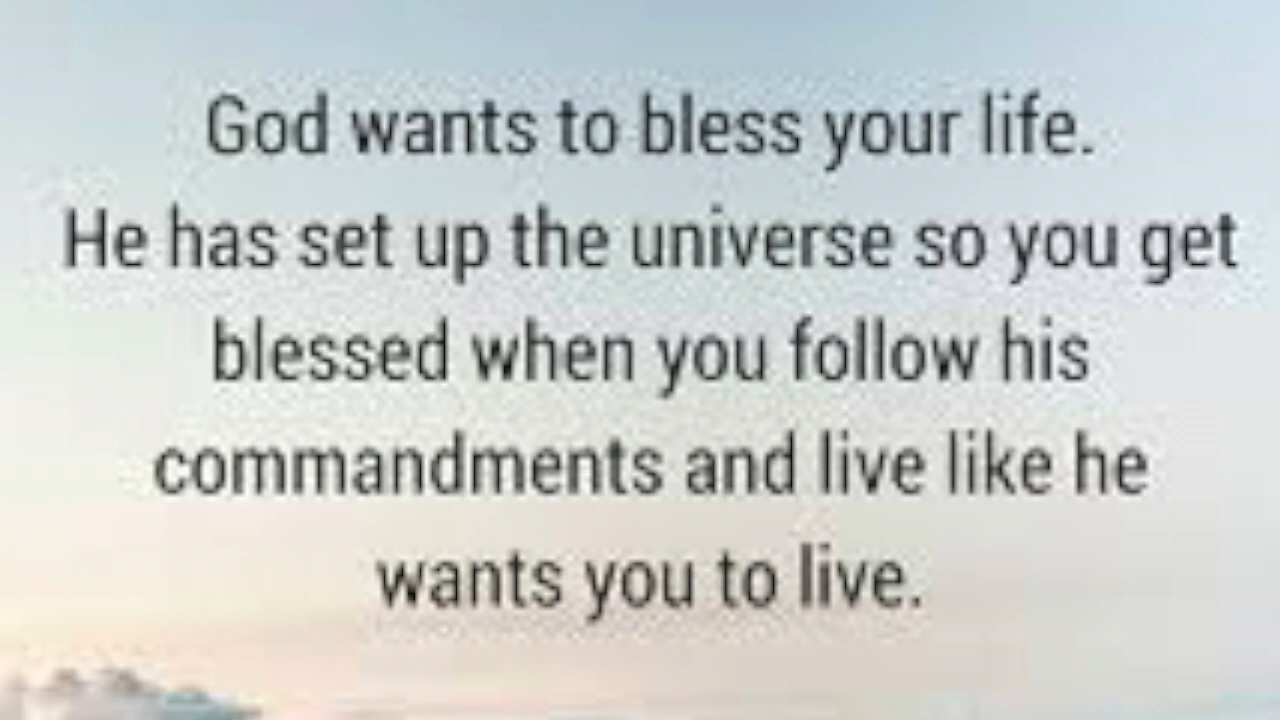 God wants to bless your life.
He has set up the universe so you get
blessed when you follow his
commandments and live like he
wants you to live.